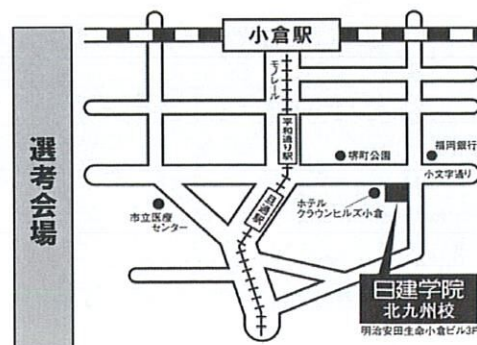 選考会場
小倉駅
モノレール
平和通り駅
堺町公園
福岡銀行
小文字通り
旦過駅
市立医療
センター
ホテル
クラウンヒルズ小倉
日建学院
北九州校
明治安田生命小倉ビル3F